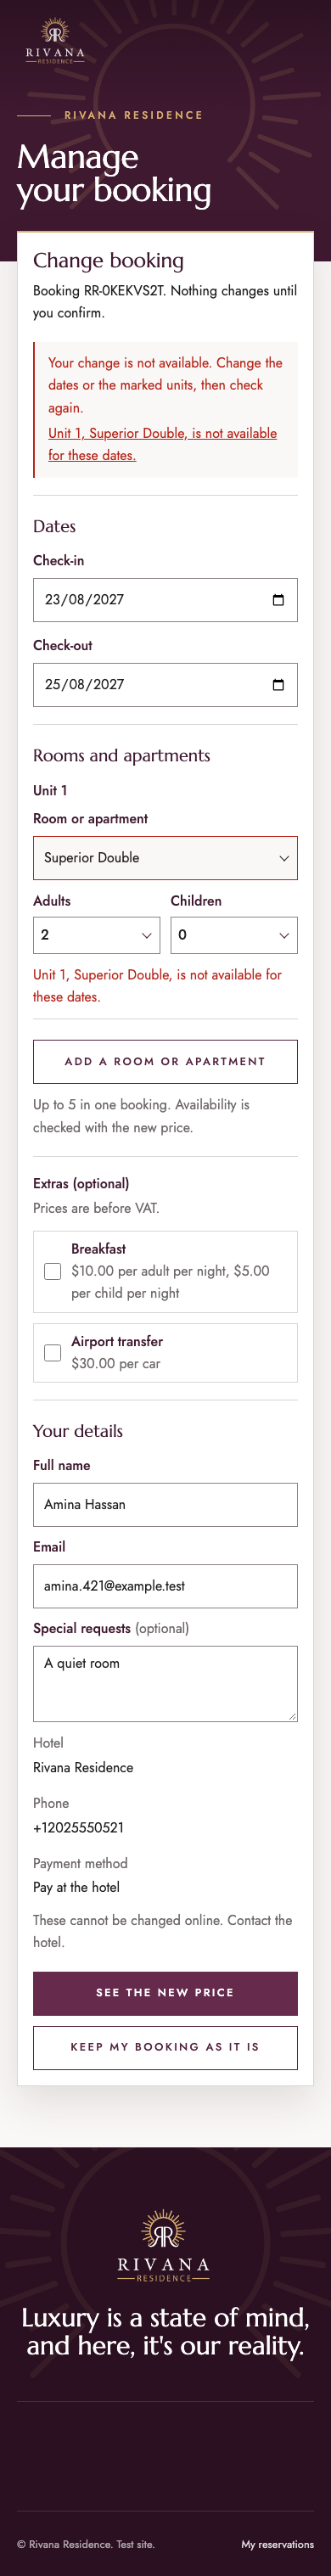 RIVANA
RESIDENCE
RIVANA RESIDENCE
Manage
your booking
Change booking
Booking RR-0KEKVS2T. Nothing changes until
you confirm.
Your change is not available. Change the
dates or the marked units, then check
again.
Unit 1, Superior Double, is not available
for these dates.
Dates
Check-in
23/08/2027
Check-out
25/08/2027
Rooms and apartments
Unit 1
Room or apartment
Superior Double
Adults Children
2 0
Unit 1, Superior Double, is not available for
these dates.
ADD A ROOM OR APARTMENT
Up to 5 in one booking. Availability is
checked with the new price.
Extras (optional)
Prices are before VAT.
Breakfast
$10.00 per adult per night, $5.00
per child per night
Airport transfer
$30.00 per car
Your details
Full name
Amina Hassan
Email
amina.421@example.test
Special requests (optional)
A quiet room
Hotel
Rivana Residence
Phone
+12025550521
Payment method
Pay at the hotel
These cannot be changed online. Contact the
hotel.
SEE THE NEW PRICE
KEEP MY BOOKING AS IT IS
RIVANA
RESIDENCE
Luxury is a state of mind,
and here, it's our reality.
© Rivana Residence. Test site. My reservations